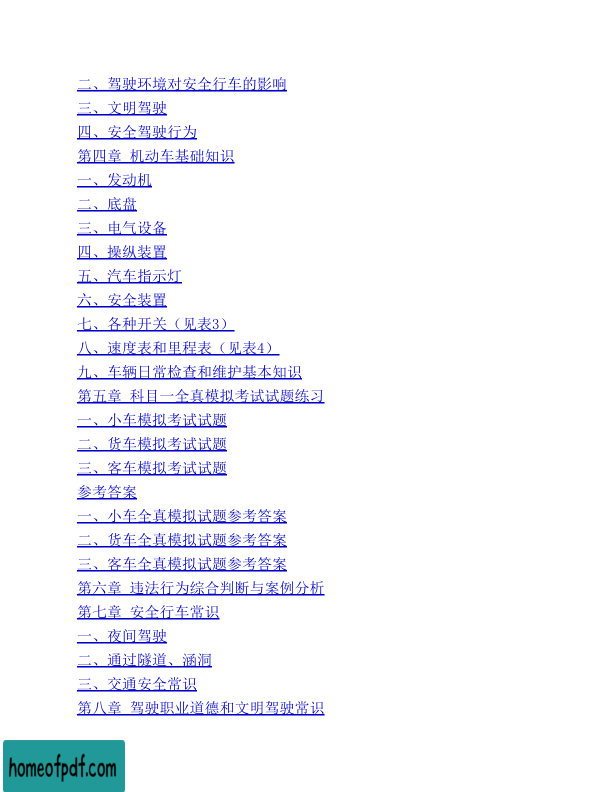 二、驾驶环境对安全行车的影响
三、文明驾驶
四、安全驾驶行为
第四章 机动车基础知识
一、发动机
二、底盘
三、电气设备
四、操纵装置
五、汽车指示灯
六、安全装置
七、各种开关（见表3）
八、速度表和里程表（见表4）
九、车辆日常检查和维护基本知识
第五章 科目一全真模拟考试试题练习
一、小车模拟考试试题
二、货车模拟考试试题
三、客车模拟考试试题
参考答案
一、小车全真模拟试题参考答案
二、货车全真模拟试题参考答案
三、客车全真模拟试题参考答案
第六章 违法行为综合判断与案例分析
第七章 安全行车常识
一、夜间驾驶
二、通过隧道、涵洞
三、交通安全常识
第八章 驾驶职业道德和文明驾驶常识
homeofpdf.com